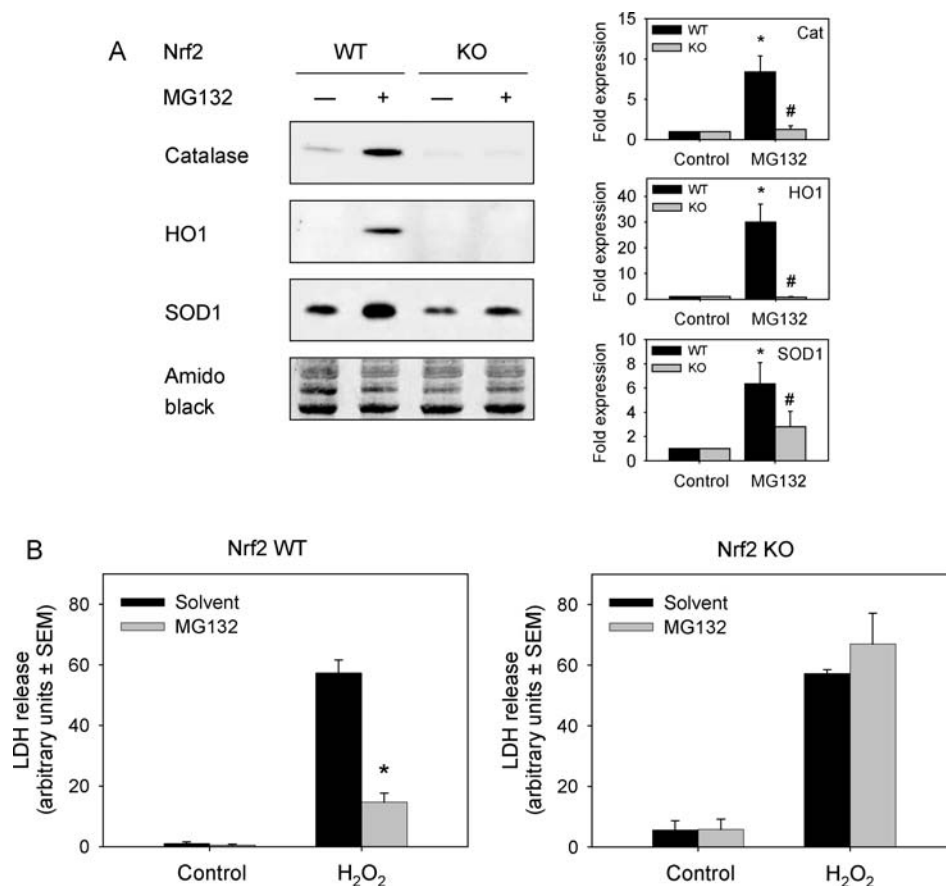 A
Nrf2 WT KO
MG132 — + — +
Catalase
HO1
SOD1
Amido
black
Fold expression
15
10
5
0
WT
KO
Cat
*
#
Control MG132
Fold expression
40
30
20
10
0
WT
KO
HO1
*
#
Control MG132
Fold expression
10
8
6
4
2
0
WT
KO
SOD1
*
#
Control MG132
B
Nrf2 WT
LDH release
(arbitrary units ± SEM)
80
60
40
20
0
Solvent
MG132
*
Control H₂O₂
Nrf2 KO
LDH release
(arbitrary units ± SEM)
80
60
40
20
0
Solvent
MG132
Control H₂O₂